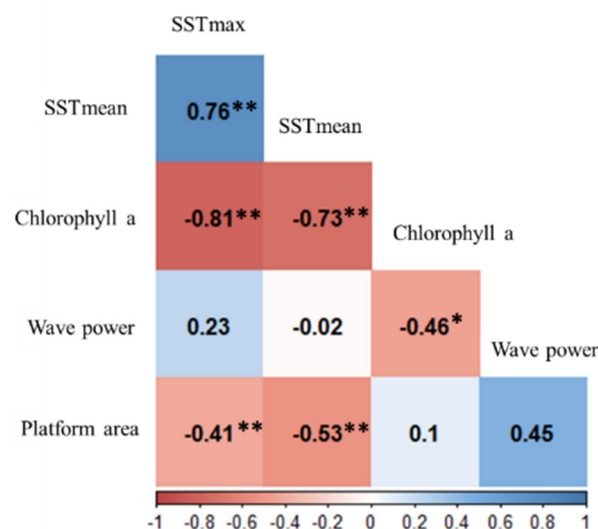 SSTmax
SSTmean 0.76** SSTmean
Chlorophyll a -0.81** -0.73** Chlorophyll a
Wave power 0.23 -0.02 -0.46* Wave power
Platform area -0.41** -0.53** 0.1 0.45
-1 -0.8 -0.6 -0.4 -0.2 0 0.2 0.4 0.6 0.8 1